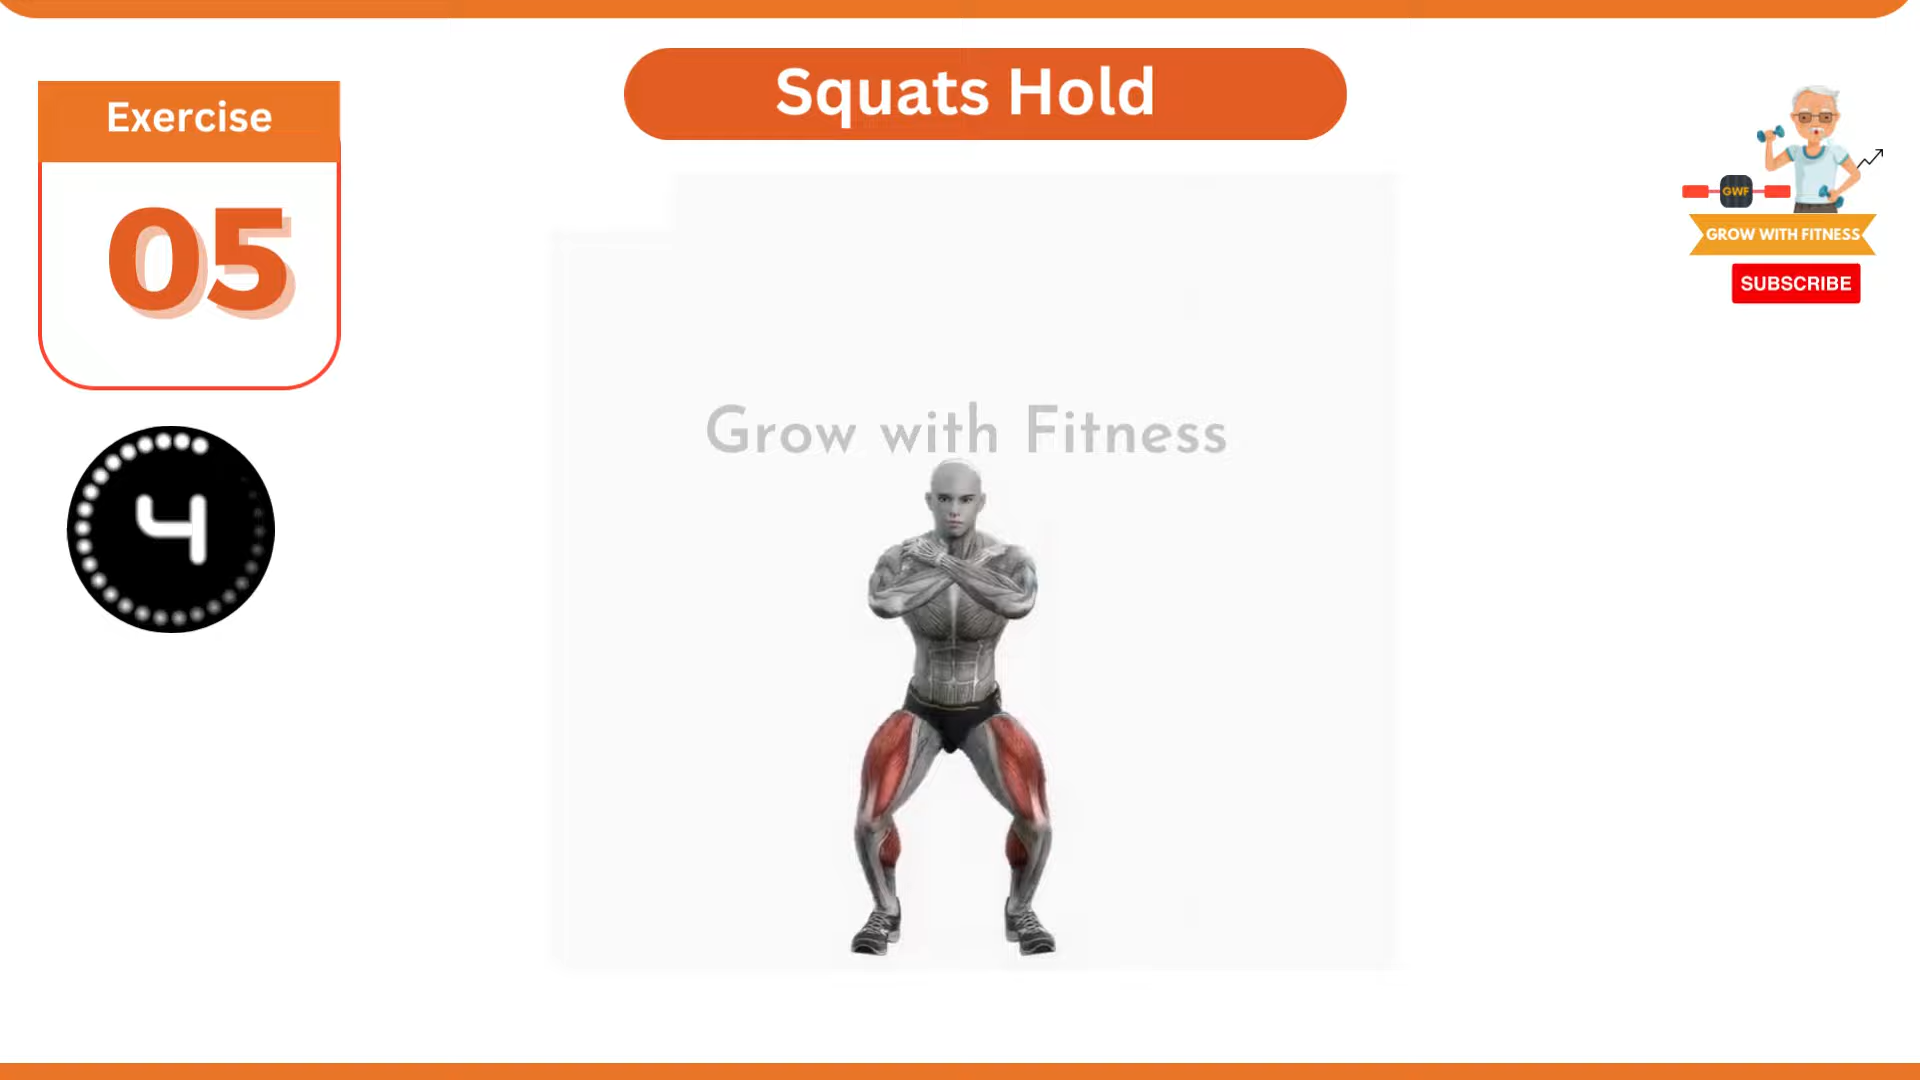 Squats Hold
Exercise
05
4
GWF
GROW WITH FITNESS
SUBSCRIBE
Grow with Fitness